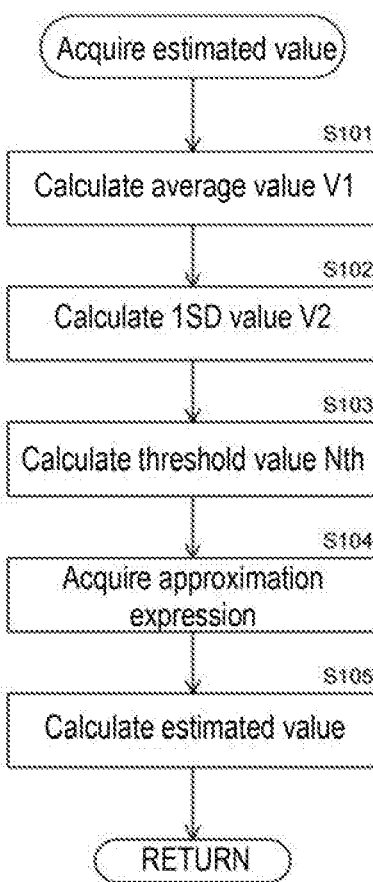 Acquire estimated value
S101
Calculate average value V1
S102
Calculate 1SD value V2
S103
Calculate threshold value Nth
S104
Acquire approximation
expression
S105
Calculate estimated value
RETURN